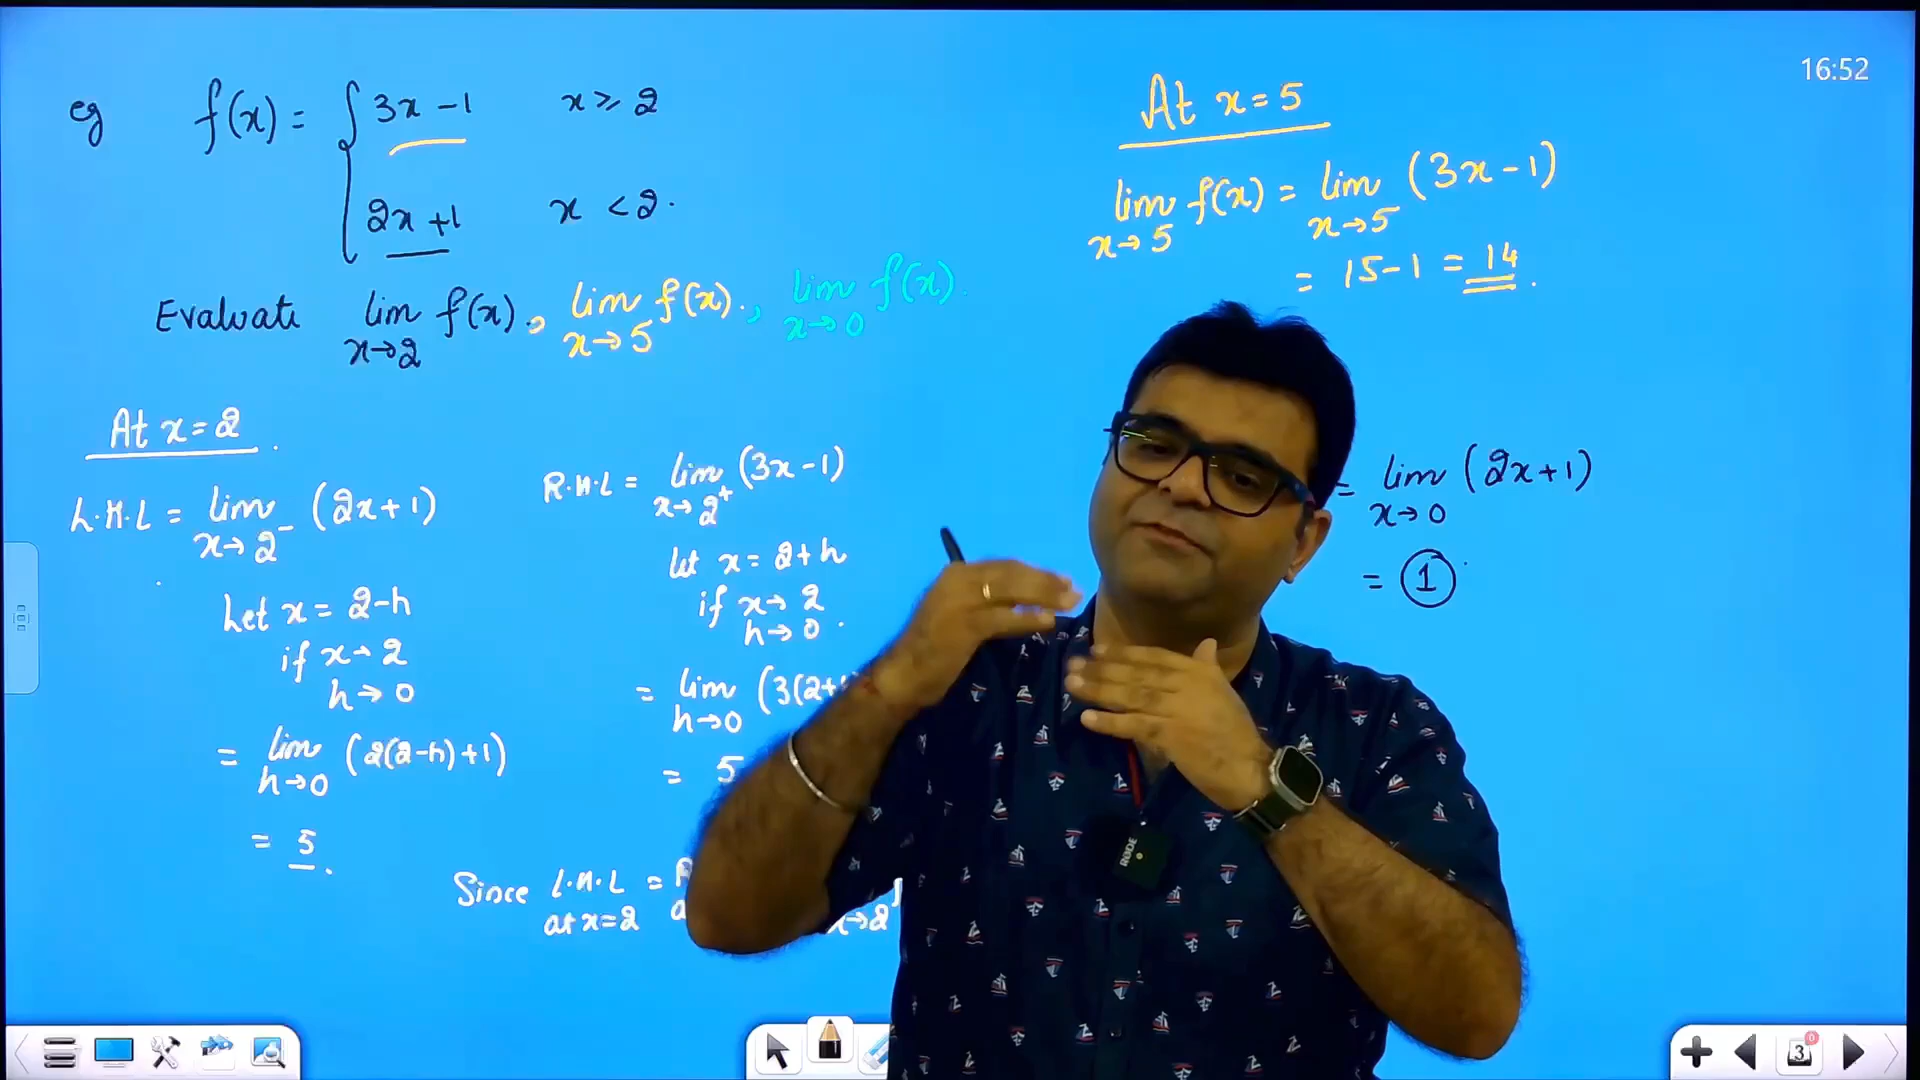 16:52
eg f(x) = { 3x - 1 x ≥ 2
2x + 1 x < 2.
Evaluate lim x→2 f(x), lim x→5 f(x)., lim x→0 f(x).
At x = 2
L.H.L = lim x→2⁻ (2x + 1)
Let x = 2-h
if x→2
h→0
= lim h→0 (2(2-h)+1)
= 5.
R.H.L = lim x→2⁺ (3x - 1)
let x = 2+h
if x→2
h→0.
= lim h→0 (3(2+
= 5
Since L.H.L at x=2 =
x→2
At x = 5
lim x→5 f(x) = lim x→5 (3x - 1)
= 15 - 1 = 14.
= lim x→0 (2x + 1)
= 1
RØDE
3
0